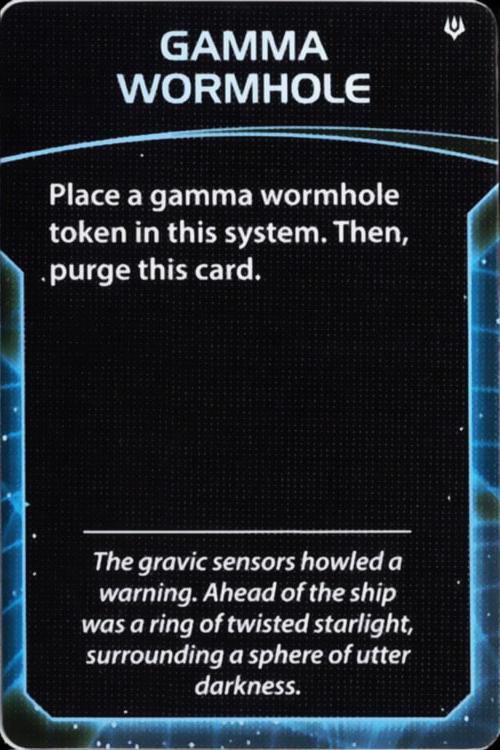 GAMMA
WORMHOLE
Place a gamma wormhole
token in this system. Then,
purge this card.
The gravic sensors howled a
warning. Ahead of the ship
was a ring of twisted starlight,
surrounding a sphere of utter
darkness.